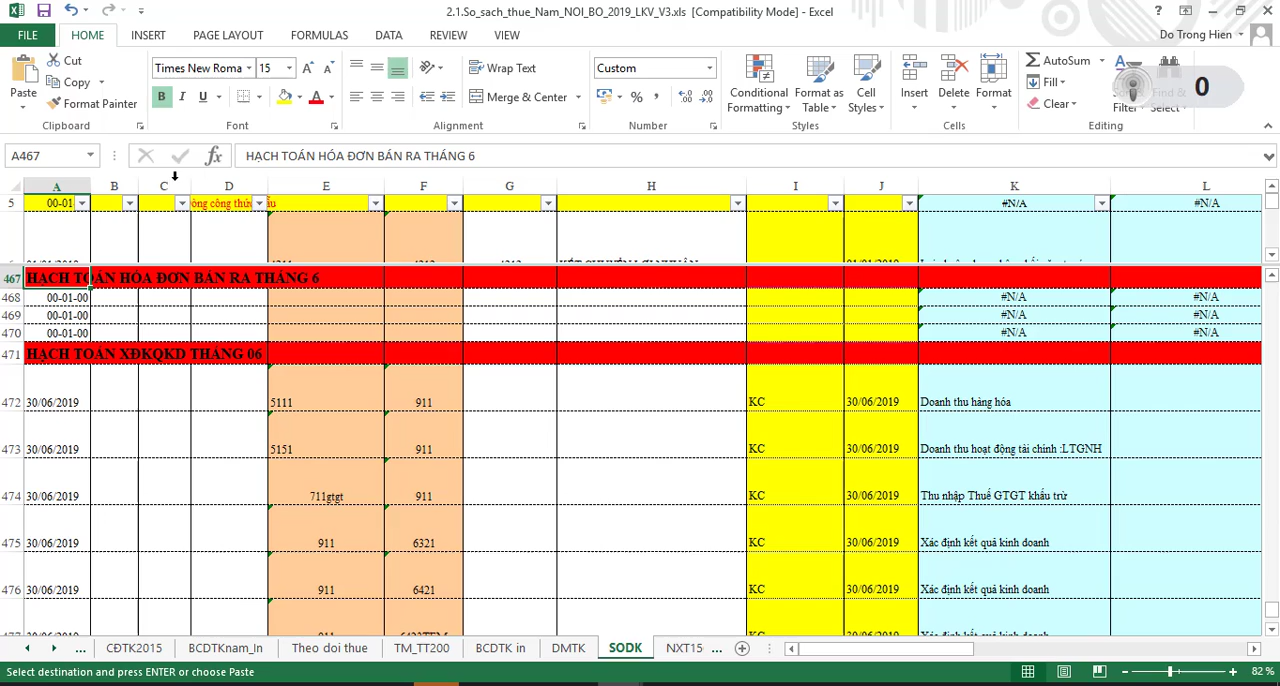 2.1.So_sach_thue_Nam_NOI_BO_2019_LKV_V3.xls [Compatibility Mode] - Excel
FILE HOME INSERT PAGE LAYOUT FORMULAS DATA REVIEW VIEW Do Trong Hien
Paste Cut Copy Format Painter Clipboard
Times New Roma 15 B I U Font
Wrap Text Merge & Center Alignment
Custom % , Number
Conditional Formatting Format as Table Cell Styles Styles
Insert Delete Format Cells
AutoSum Fill Clear Filter Select Editing
0
A467 fx HẠCH TOÁN HÓA ĐƠN BÁN RA THÁNG 6
A B C D E F G H I J K L
5 00-01 #N/A #N/A
467 HẠCH TOÁN HÓA ĐƠN BÁN RA THÁNG 6
468 00-01-00 #N/A #N/A
469 00-01-00 #N/A #N/A
470 00-01-00 #N/A #N/A
471 HẠCH TOÁN XĐKQKD THÁNG 06
472 30/06/2019 5111 911 KC 30/06/2019 Doanh thu hàng hóa
473 30/06/2019 5151 911 KC 30/06/2019 Doanh thu hoạt động tài chính :LTGNH
474 30/06/2019 711gtgt 911 KC 30/06/2019 Thu nhập Thuế GTGT khấu trừ
475 30/06/2019 911 6321 KC 30/06/2019 Xác định kết quả kinh doanh
476 30/06/2019 911 6421 KC 30/06/2019 Xác định kết quả kinh doanh
... CĐTK2015 BCDTKnam_In Theo doi thue TM_TT200 BCDTK in DMTK SODK NXT15 ...
Select destination and press ENTER or choose Paste 82 %